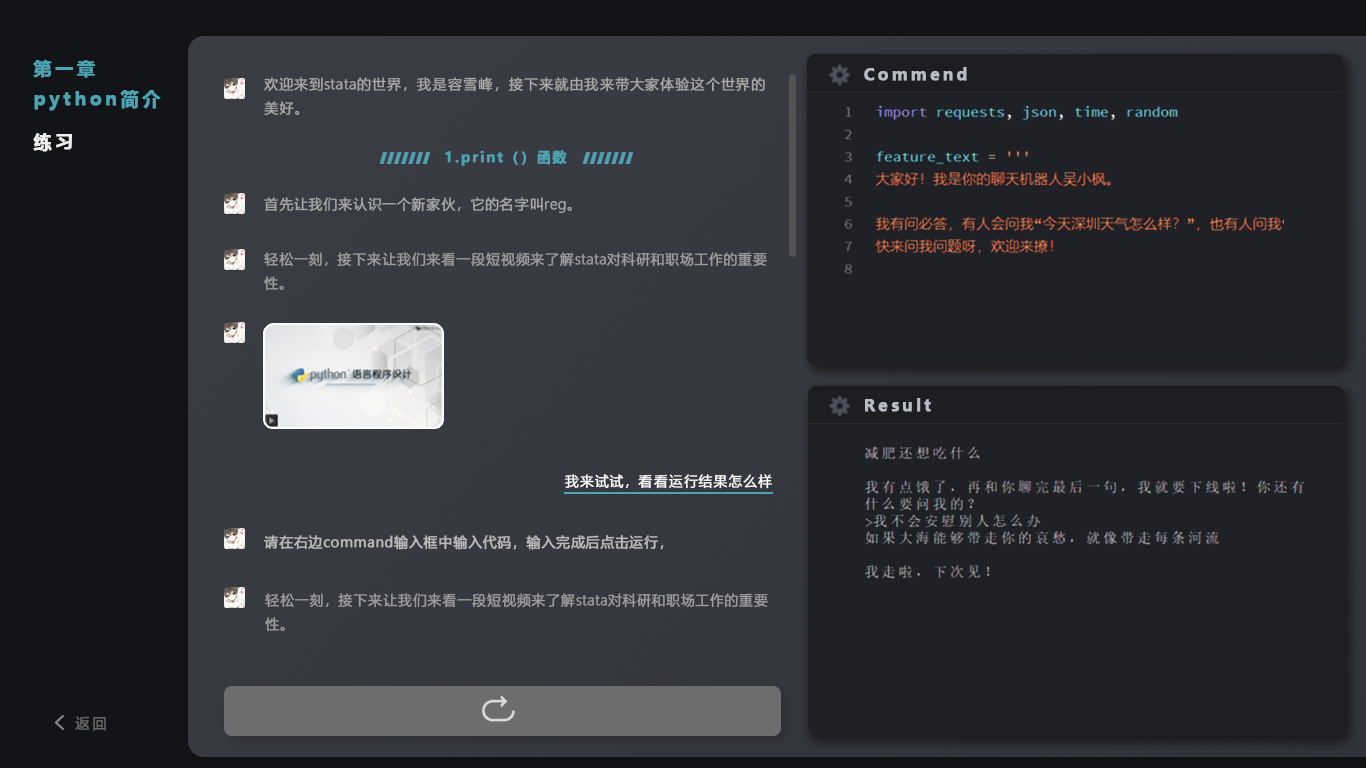 第一章
python简介
练习
返回
欢迎来到stata的世界，我是容雪峰，接下来就由我来带大家体验这个世界的
美好。
1.print（）函数
首先让我们来认识一个新家伙，它的名字叫reg。
轻松一刻，接下来让我们来看一段短视频来了解stata对科研和职场工作的重要
性。
python 语言程序设计
我来试试，看看运行结果怎么样
请在右边command输入框中输入代码，输入完成后点击运行，
轻松一刻，接下来让我们来看一段短视频来了解stata对科研和职场工作的重要
性。
Commend
1 import requests, json, time, random
2
3 feature_text = '''
4 大家好！我是你的聊天机器人吴小枫。
5
6 我有问必答，有人会问我“今天深圳天气怎么样？”，也有人问我‘
7 快来问我问题呀，欢迎来撩！
8
Result
减肥还想吃什么
我有点饿了，再和你聊完最后一句，我就要下线啦！你还有
什么要问我的？
>我不会安慰别人怎么办
如果大海能够带走你的哀愁，就像带走每条河流
我走啦，下次见！